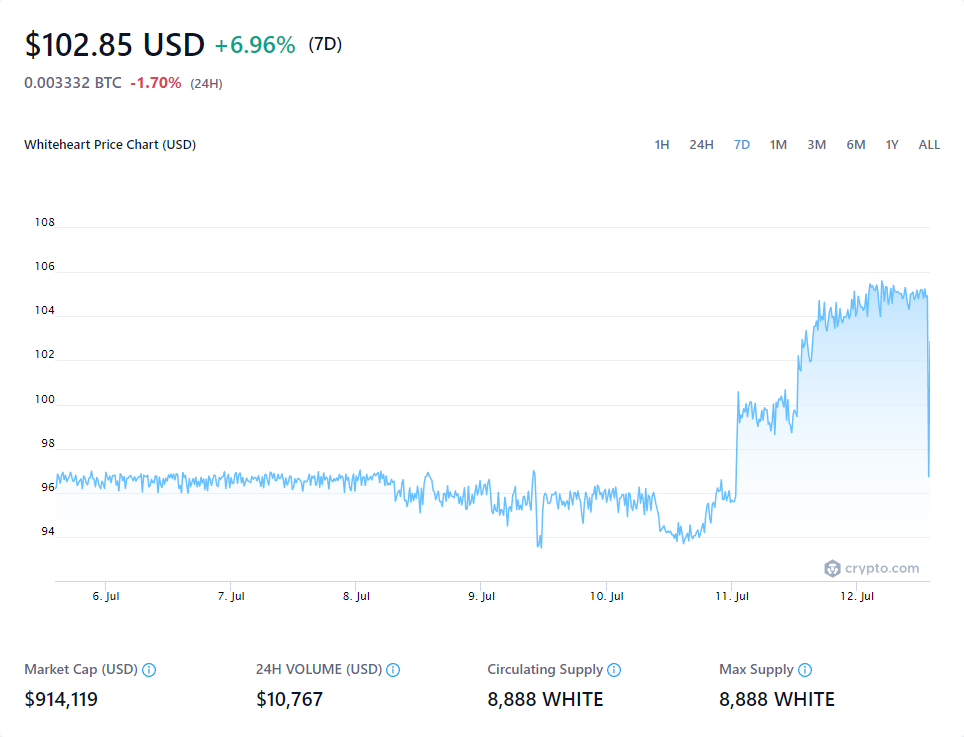 $102.85 USD +6.96% (7D)
0.003332 BTC -1.70% (24H)
Whiteheart Price Chart (USD) 1H 24H 7D 1M 3M 6M 1Y ALL
108
106
104
102
100
98
96
94
crypto.com
6. Jul 7. Jul 8. Jul 9. Jul 10. Jul 11. Jul 12. Jul
Market Cap (USD) 24H VOLUME (USD) Circulating Supply Max Supply
$914,119 $10,767 8,888 WHITE 8,888 WHITE